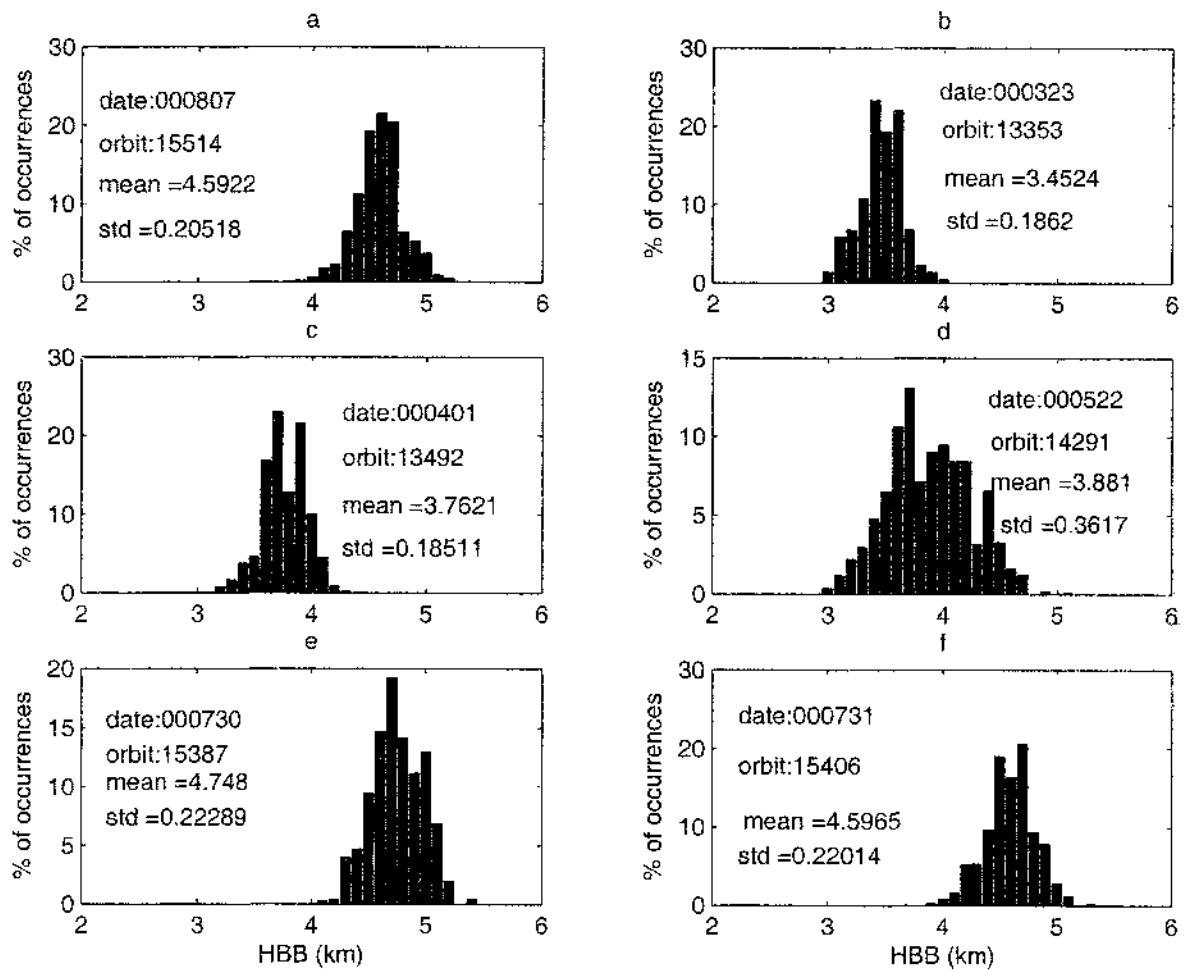 a
30
20
10
0
% of occurrences
date:000807
orbit:15514
mean =4.5922
std =0.20518
2 3 4 5 6
b
30
20
10
0
% of occurrences
date:000323
orbit:13353
mean =3.4524
std =0.1862
2 3 4 5 6
c
30
20
10
0
% of occurrences
date:000401
orbit:13492
mean =3.7621
std =0.18511
2 3 4 5 6
d
15
10
5
0
% of occurrences
date:000522
orbit:14291
mean =3.881
std =0.3617
2 3 4 5 6
e
20
15
10
5
0
% of occurrences
date:000730
orbit:15387
mean =4.748
std =0.22289
2 3 4 5 6
HBB (km)
f
30
20
10
0
% of occurrences
date:000731
orbit:15406
mean =4.5965
std =0.22014
2 3 4 5 6
HBB (km)